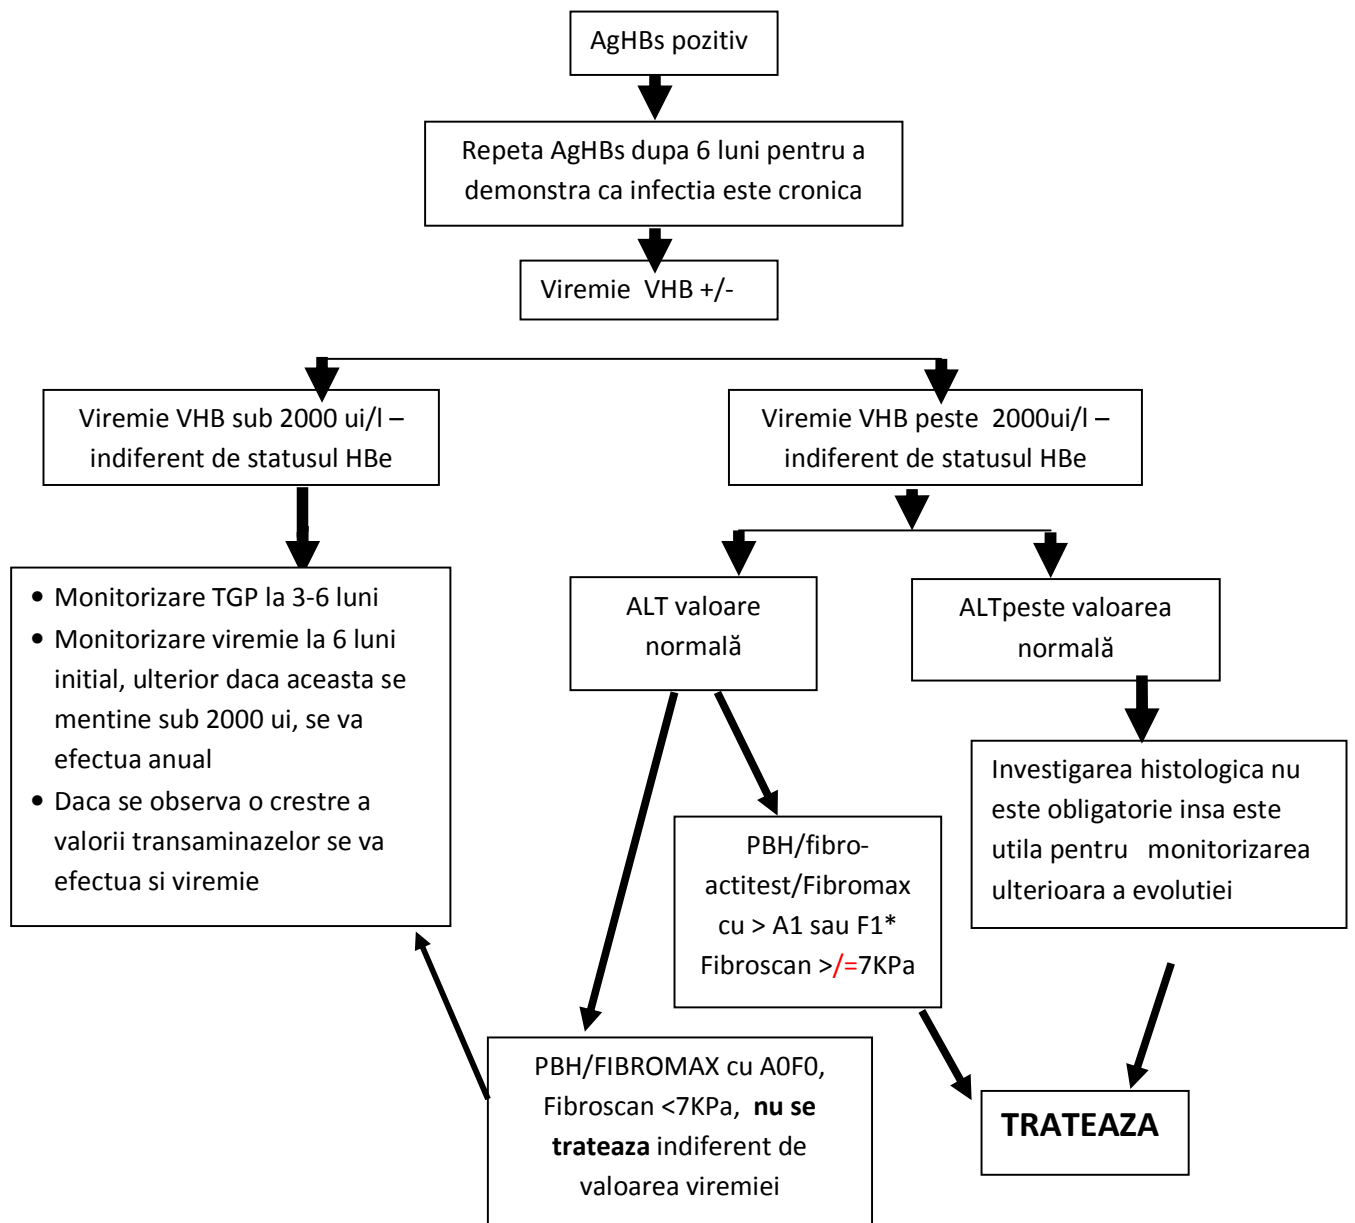 AgHBs pozitiv
Repeta AgHBs dupa 6 luni pentru a
demonstra ca infectia este cronica
Viremie VHB +/-
Viremie VHB sub 2000 ui/l –
indiferent de statusul HBe
Viremie VHB peste 2000ui/l –
indiferent de statusul HBe
• Monitorizare TGP la 3-6 luni
• Monitorizare viremie la 6 luni
initial, ulterior daca aceasta se
mentine sub 2000 ui, se va
efectua anual
• Daca se observa o crestre a
valorii transaminazelor se va
efectua si viremie
ALT valoare
normală
ALTpeste valoarea
normală
PBH/fibro-
actitest/Fibromax
cu > A1 sau F1*
Fibroscan >/=7KPa
Investigarea histologica nu
este obligatorie insa este
utila pentru monitorizarea
ulterioara a evolutiei
PBH/FIBROMAX cu A0F0,
Fibroscan <7KPa, nu se
trateaza indiferent de
valoarea viremiei
TRATEAZA